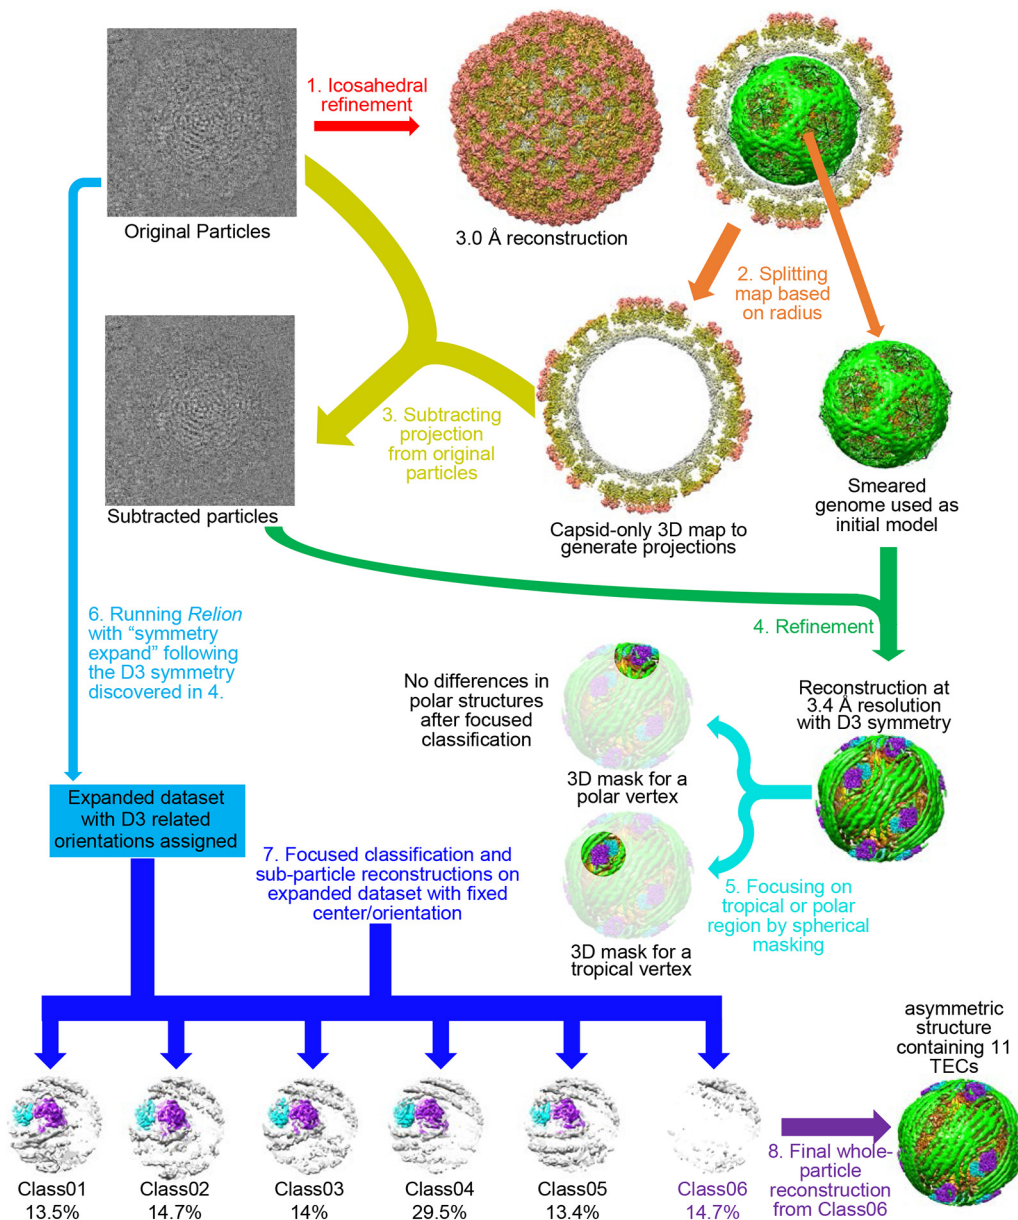 1. Icosahedral
refinement
Original Particles
3.0 Å reconstruction
2. Splitting
map based
on radius
3. Subtracting
projection
from original
particles
Subtracted particles
Capsid-only 3D map to
generate projections
Smeared
genome used as
initial model
4. Refinement
6. Running Relion
with “symmetry
expand” following
the D3 symmetry
discovered in 4.
No differences in
polar structures
after focused
classification
3D mask for a
polar vertex
Reconstruction at
3.4 Å resolution
with D3 symmetry
Expanded dataset
with D3 related
orientations assigned
7. Focused classification and
sub-particle reconstructions on
expanded dataset with fixed
center/orientation
3D mask for a
tropical vertex
5. Focusing on
tropical or polar
region by spherical
masking
asymmetric
structure
containing 11
TECs
Class01
13.5%
Class02
14.7%
Class03
14%
Class04
29.5%
Class05
13.4%
Class06
14.7%
8. Final whole-
particle
reconstruction
from Class06